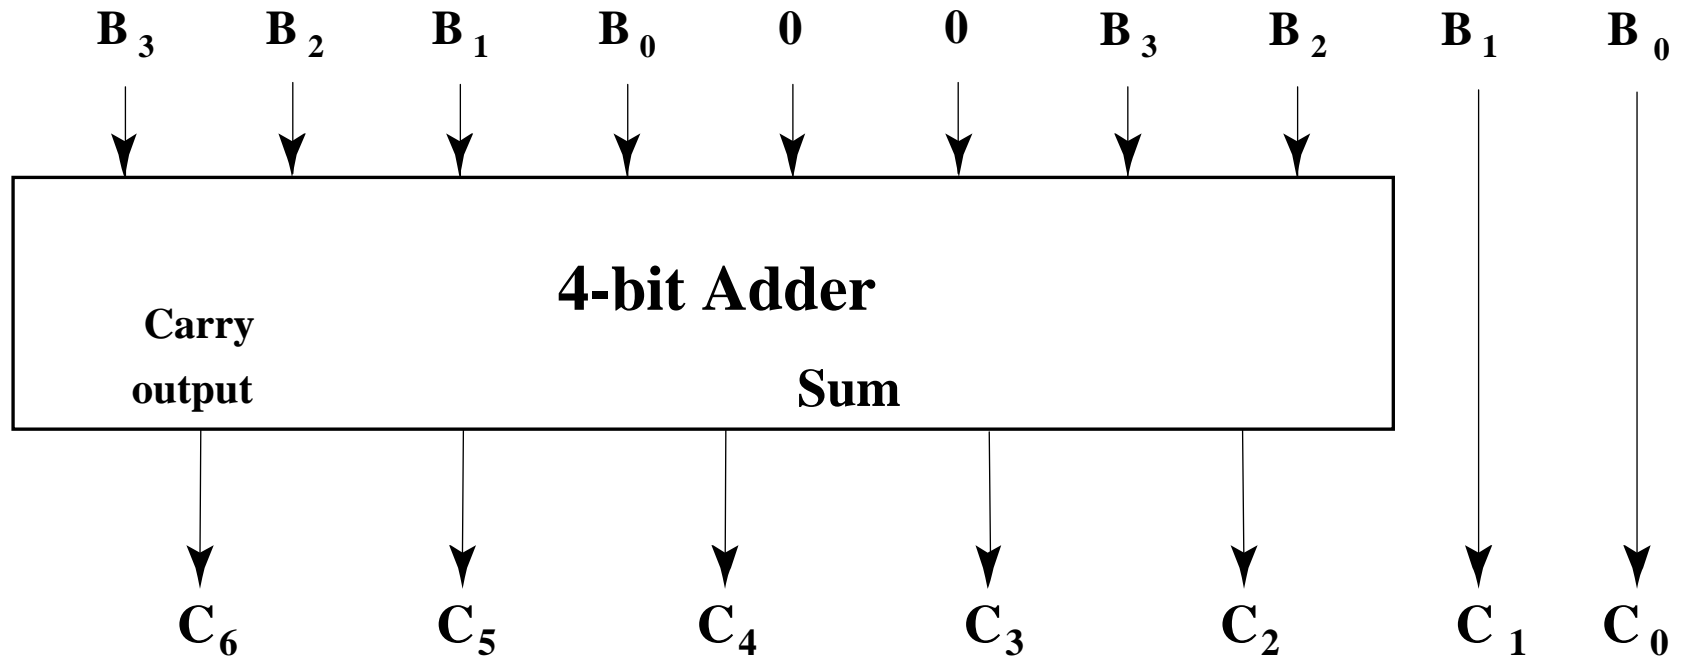 B₃ B₂ B₁ B₀ 0 0 B₃ B₂ B₁ B₀
4-bit Adder
Carry
output
Sum
C₆ C₅ C₄ C₃ C₂ C₁ C₀